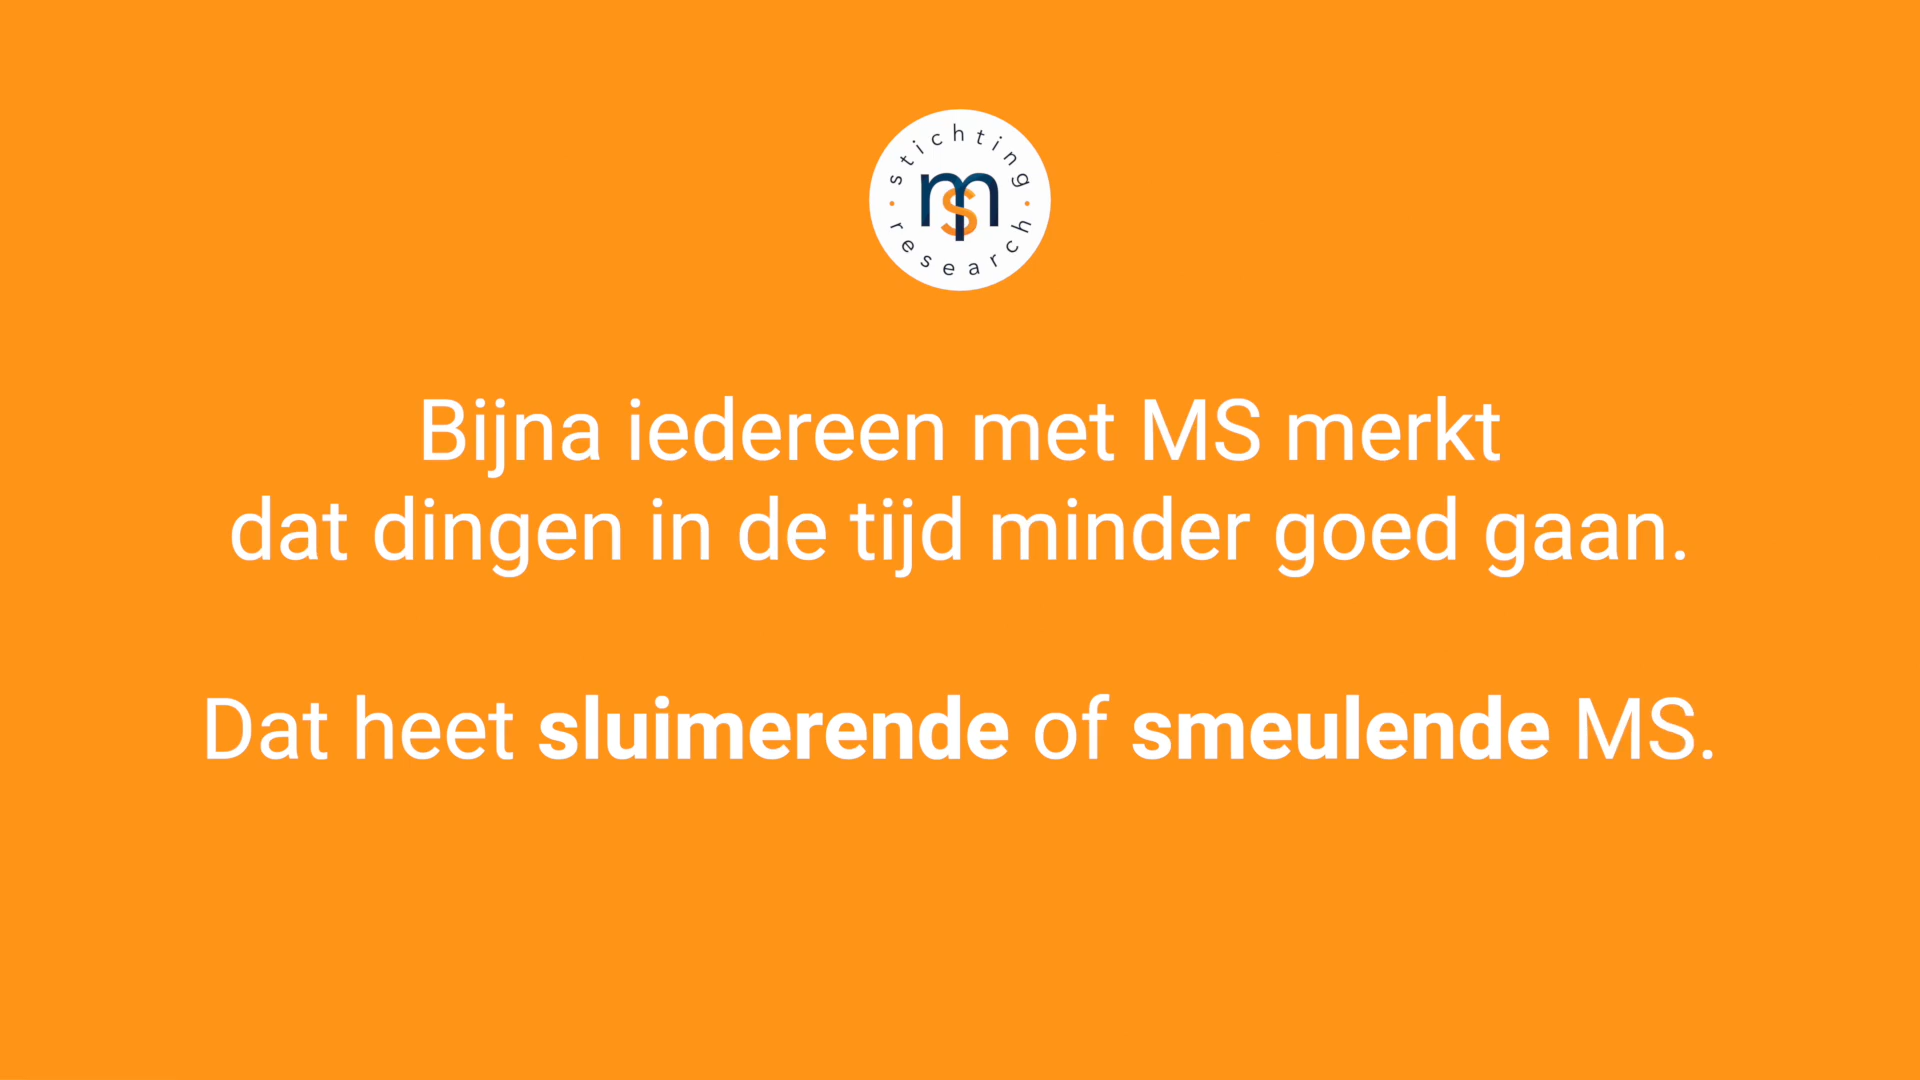 stichting
ms
research
Bijna iedereen met MS merkt
dat dingen in de tijd minder goed gaan.
Dat heet sluimerende of smeulende MS.